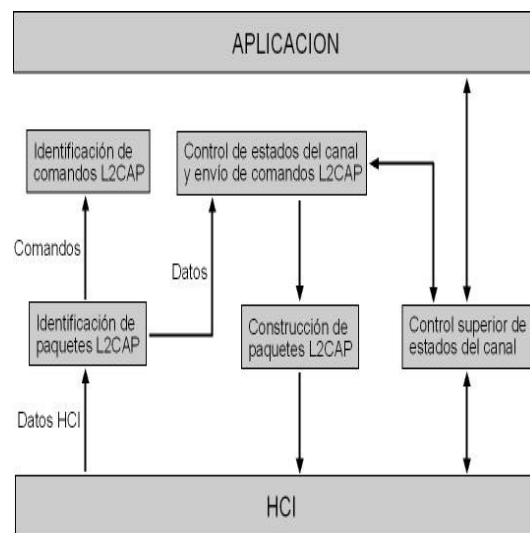 APLICACION
Identificación de
comandos L2CAP
Control de estados del canal
y envío de comandos L2CAP
Comandos
Datos
Identificación de
paquetes L2CAP
Construcción de
paquetes L2CAP
Control superior de
estados del canal
Datos HCI
HCI